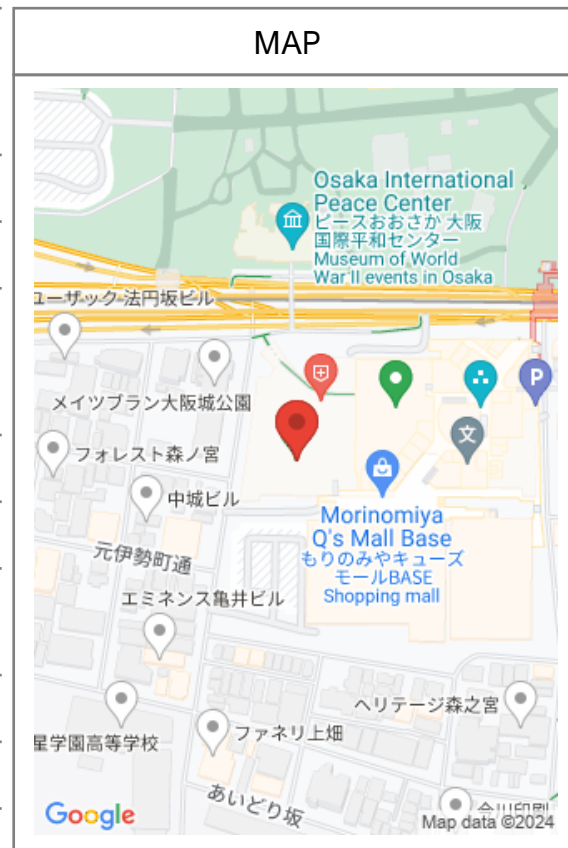 MAP
Osaka International
Peace Center
ピースおおさか 大阪
国際平和センター
Museum of World
War II events in Osaka
ユーザック法円坂ビル
メイツブラン大阪城公園
P
フォレスト森ノ宮
文
中城ビル
Morinomiya
Q's Mall Base
もりのみやキューズ
モールBASE
Shopping mall
元伊勢町通
エミネンス亀井ビル
ヘリテージ森之宮
星学園高等学校
ファネリ上畑
あいどり坂
今川印刷
Google
Map data ©2024